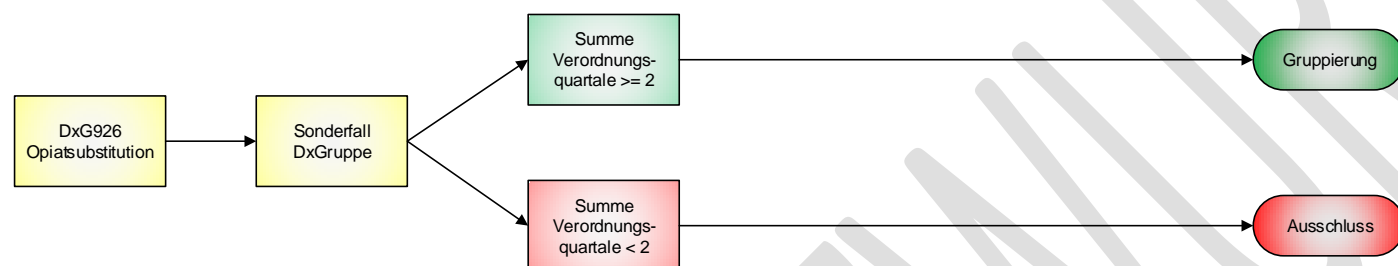 DxG926
Opiatsubstitution
Sonderfall
DxGruppe
Summe
Verordnungs-
quartale >= 2
Gruppierung
Summe
Verordnungs-
quartale < 2
Ausschluss